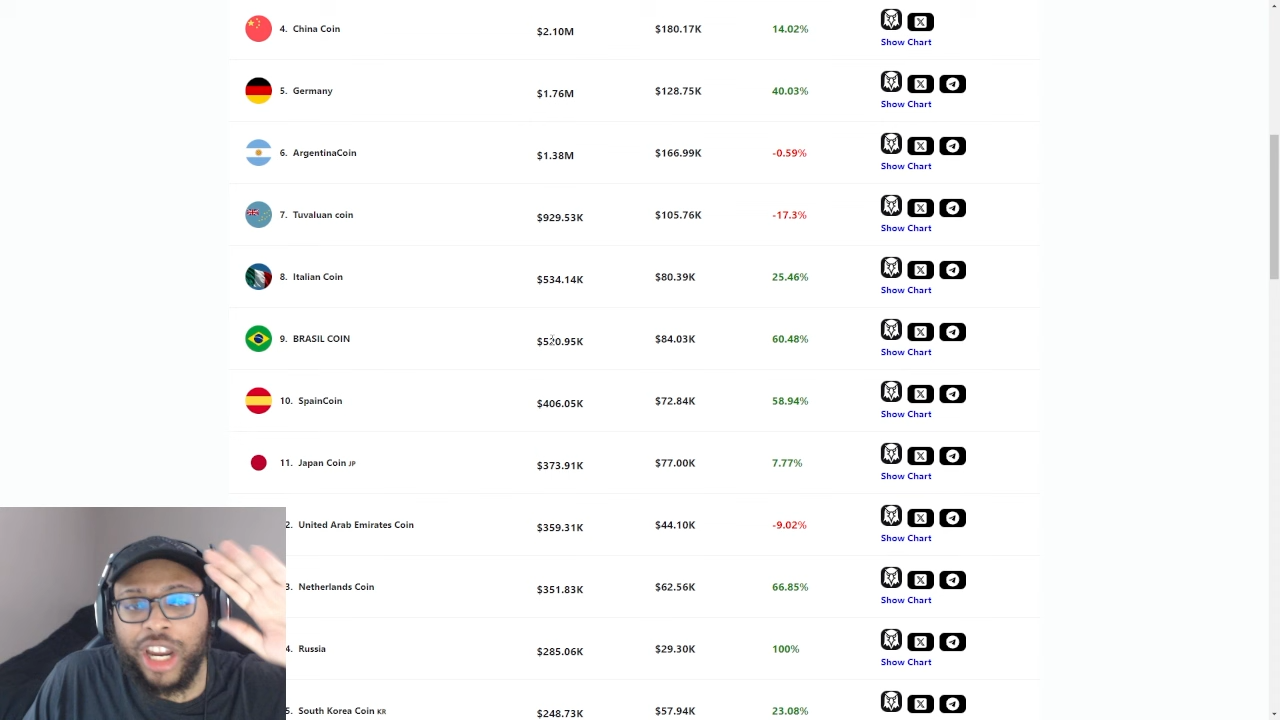 4. China Coin $2.10M $180.17K 14.02%
Show Chart
5. Germany $1.76M $128.75K 40.03%
Show Chart
6. ArgentinaCoin $1.38M $166.99K -0.59%
Show Chart
7. Tuvaluan coin $929.53K $105.76K -17.3%
Show Chart
8. Italian Coin $534.14K $80.39K 25.46%
Show Chart
9. BRASIL COIN $520.95K $84.03K 60.48%
Show Chart
10. SpainCoin $406.05K $72.84K 58.94%
Show Chart
11. Japan Coin JP $373.91K $77.00K 7.77%
Show Chart
2. United Arab Emirates Coin $359.31K $44.10K -9.02%
Show Chart
3. Netherlands Coin $351.83K $62.56K 66.85%
Show Chart
4. Russia $285.06K $29.30K 100%
Show Chart
5. South Korea Coin KR $248.73K $57.94K 23.08%